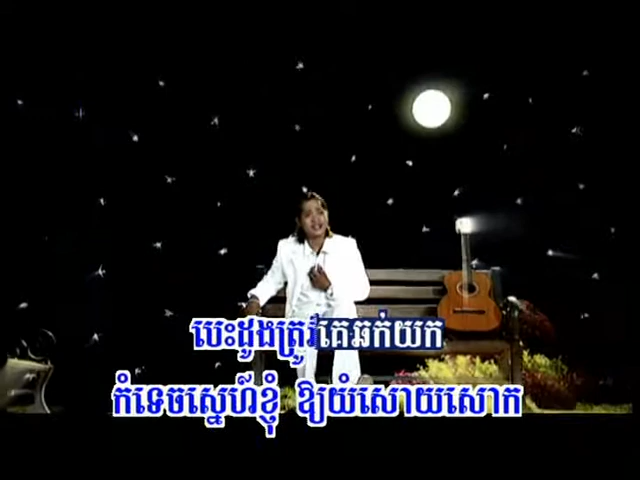 បេះដូងត្រូវគេឆក់យក
កំទេចស្នេហ៍ខ្ញុំ ឱ្យយំសោយសោក